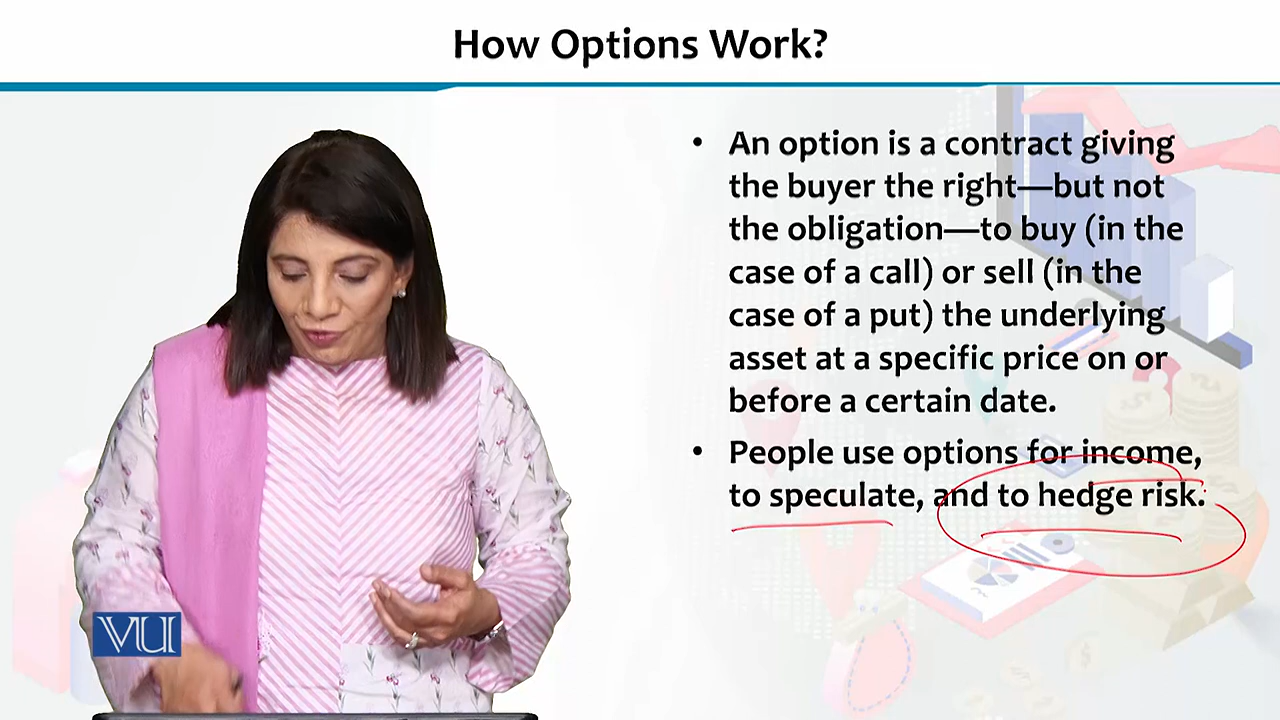 How Options Work?
• An option is a contract giving
the buyer the right—but not
the obligation—to buy (in the
case of a call) or sell (in the
case of a put) the underlying
asset at a specific price on or
before a certain date.
• People use options for income,
to speculate, and to hedge risk.
VU